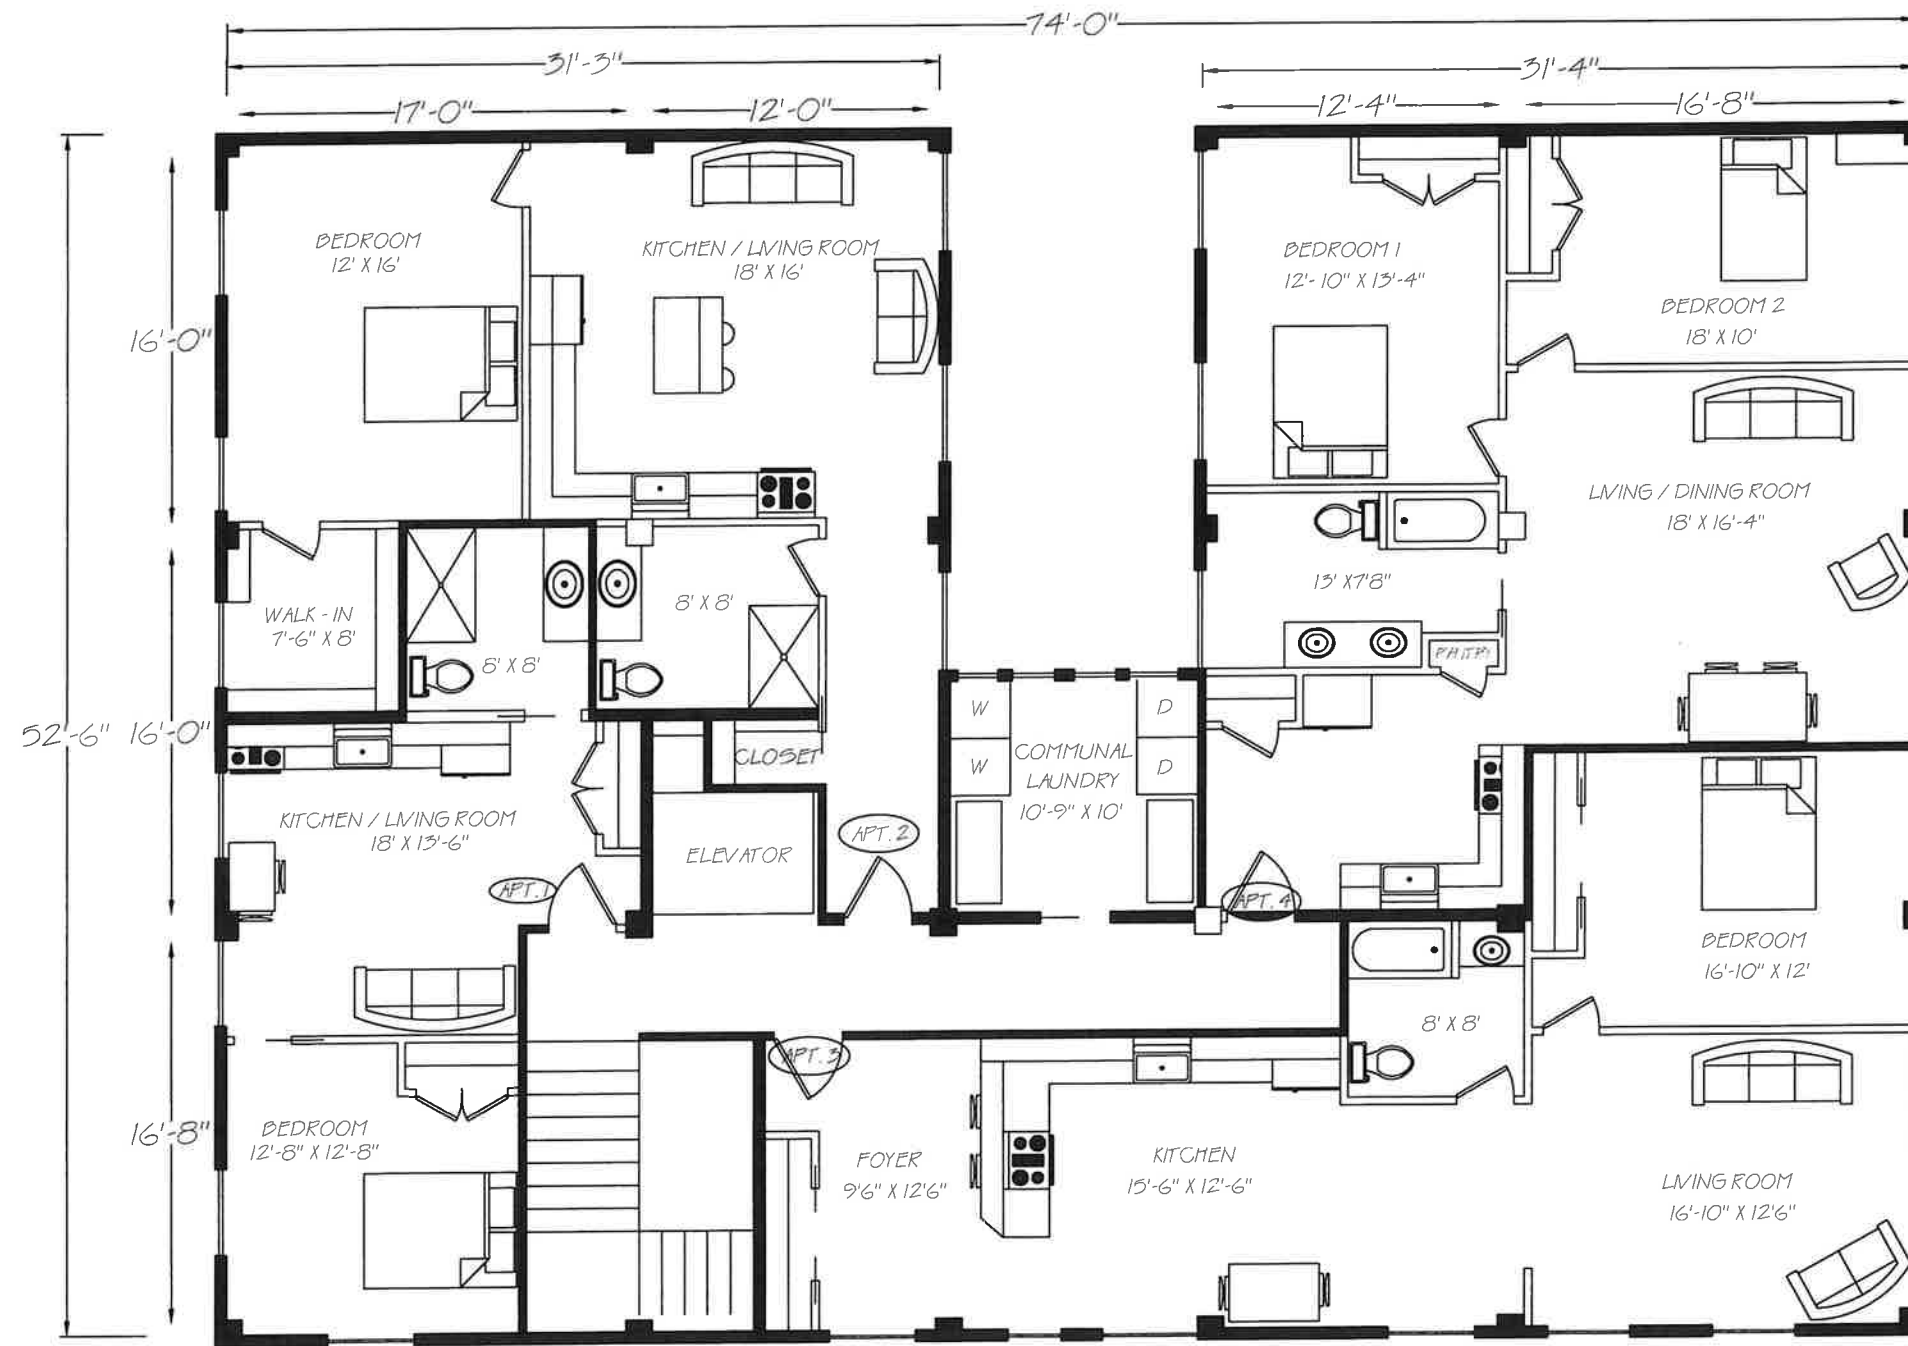 74'-0"
31'-3"
31'-4"
17'-0"
12'-0"
12'-4"
16'-8"
BEDROOM
12' X 16'
KITCHEN / LIVING ROOM
18' X 16'
BEDROOM 1
12'-10" X 13'-4"
BEDROOM 2
18' X 10'
16'-0"
LIVING / DINING ROOM
18' X 16'-4"
WALK-IN
7'-6" X 8'
8' X 8'
8' X 8'
13' X7'8"
PANTRY
52'-6"
16'-0"
CLOSET
W
D
W
D
COMMUNAL
LAUNDRY
10'-9" X 10'
KITCHEN / LIVING ROOM
18' X 13'-6"
ELEVATOR
APT. 2
APT. 1
APT. 4
BEDROOM
16'-10" X 12'
8' X 8'
APT. 3
16'-8"
BEDROOM
12'-8" X 12'-8"
FOYER
9'6" X 12'6"
KITCHEN
15'-6" X 12'-6"
LIVING ROOM
16'-10" X 12'6"